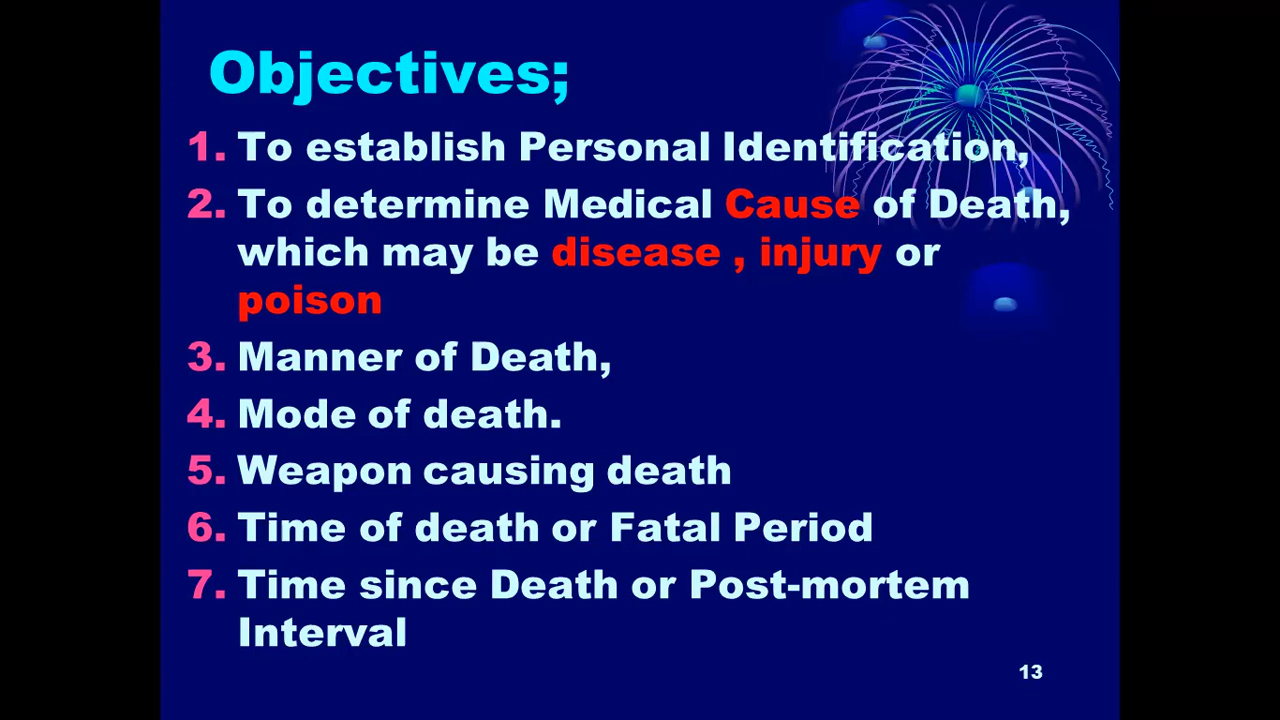 Objectives;
1. To establish Personal Identification,
2. To determine Medical Cause of Death,
which may be disease , injury or
poison
3. Manner of Death,
4. Mode of death.
5. Weapon causing death
6. Time of death or Fatal Period
7. Time since Death or Post-mortem
Interval
13